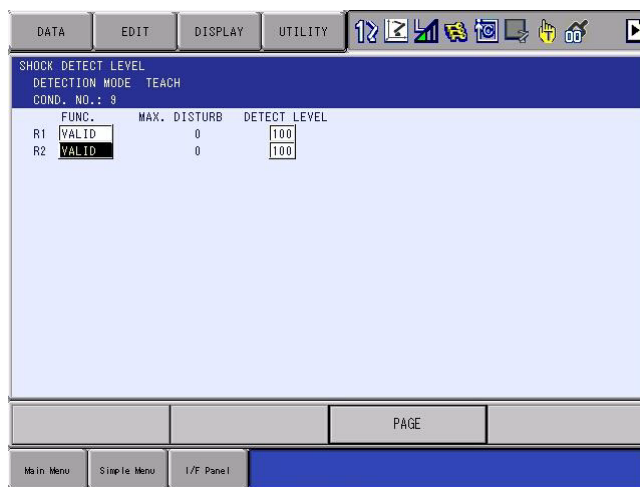 DATA EDIT DISPLAY UTILITY
SHOCK DETECT LEVEL
DETECTION MODE TEACH
COND. NO.: 9
FUNC. MAX. DISTURB DETECT LEVEL
R1 VALID 0 100
R2 VALID 0 100
PAGE
Main Menu Simple Menu I/F Panel